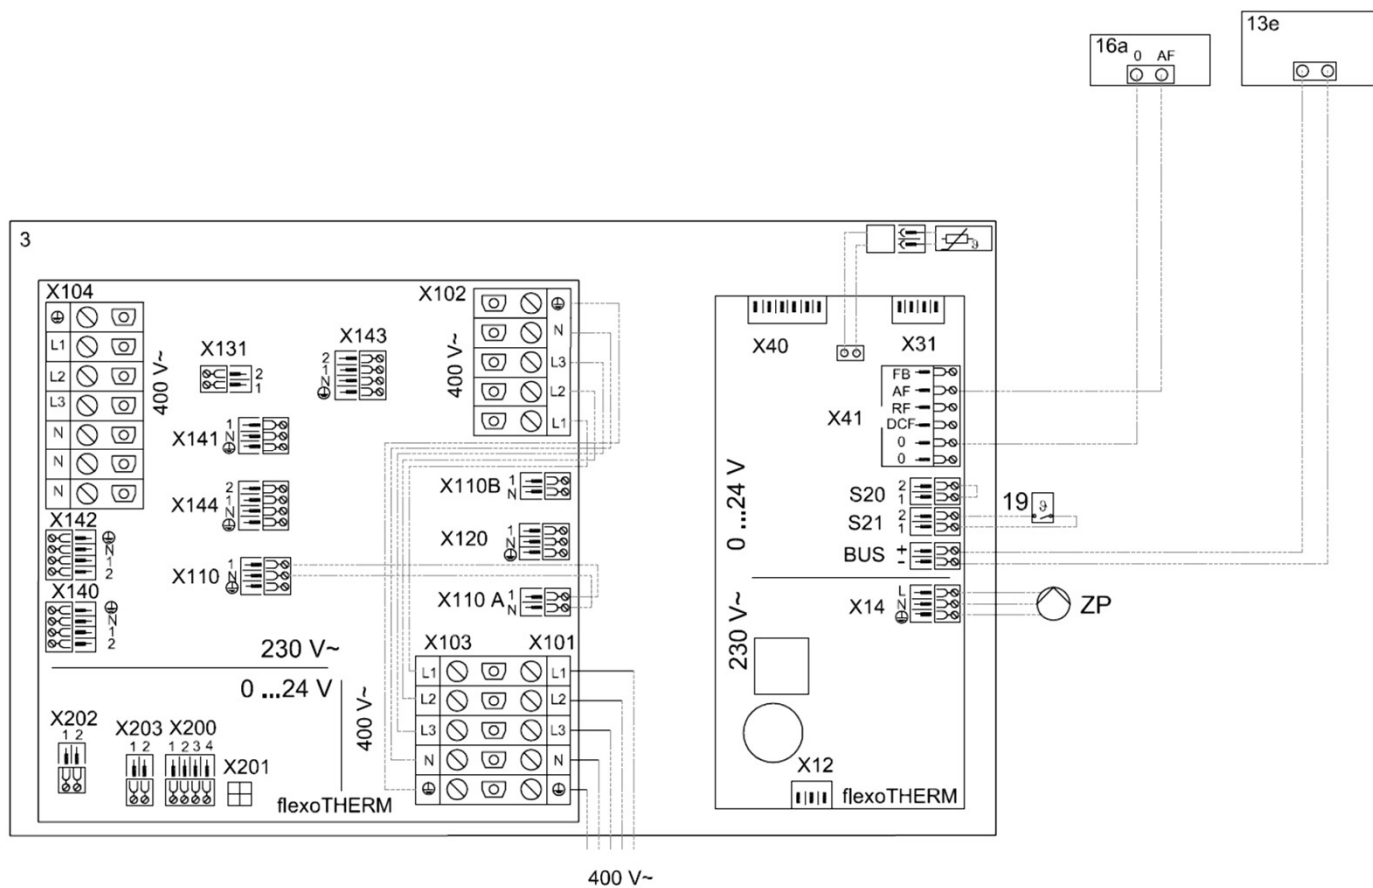 13e
16a
0 AF
3
X104
L1
L2
L3
N
N
N
400 V~
X131
2
1
X143
2
1
N
X102
400 V~
N
L3
L2
L1
X141
1
N
X144
2
1
N
X142
N
1
2
X110
1
N
X140
N
1
2
X110B
1
N
X120
1
N
X110 A
1
N
230 V~
0 ...24 V
400 V~
X202
1 2
X203
1 2
X200
1 2 3 4
X201
flexoTHERM
X103
X101
L1
L1
L2
L2
L3
L3
N
N
400 V~
ϑ
X40
X31
X41
FB
AF
RF
DCF
0
0
0 ...24 V
S20
2
1
S21
2
1
19
ϑ
BUS
+
-
230 V~
X14
L
N
ZP
X12
flexoTHERM